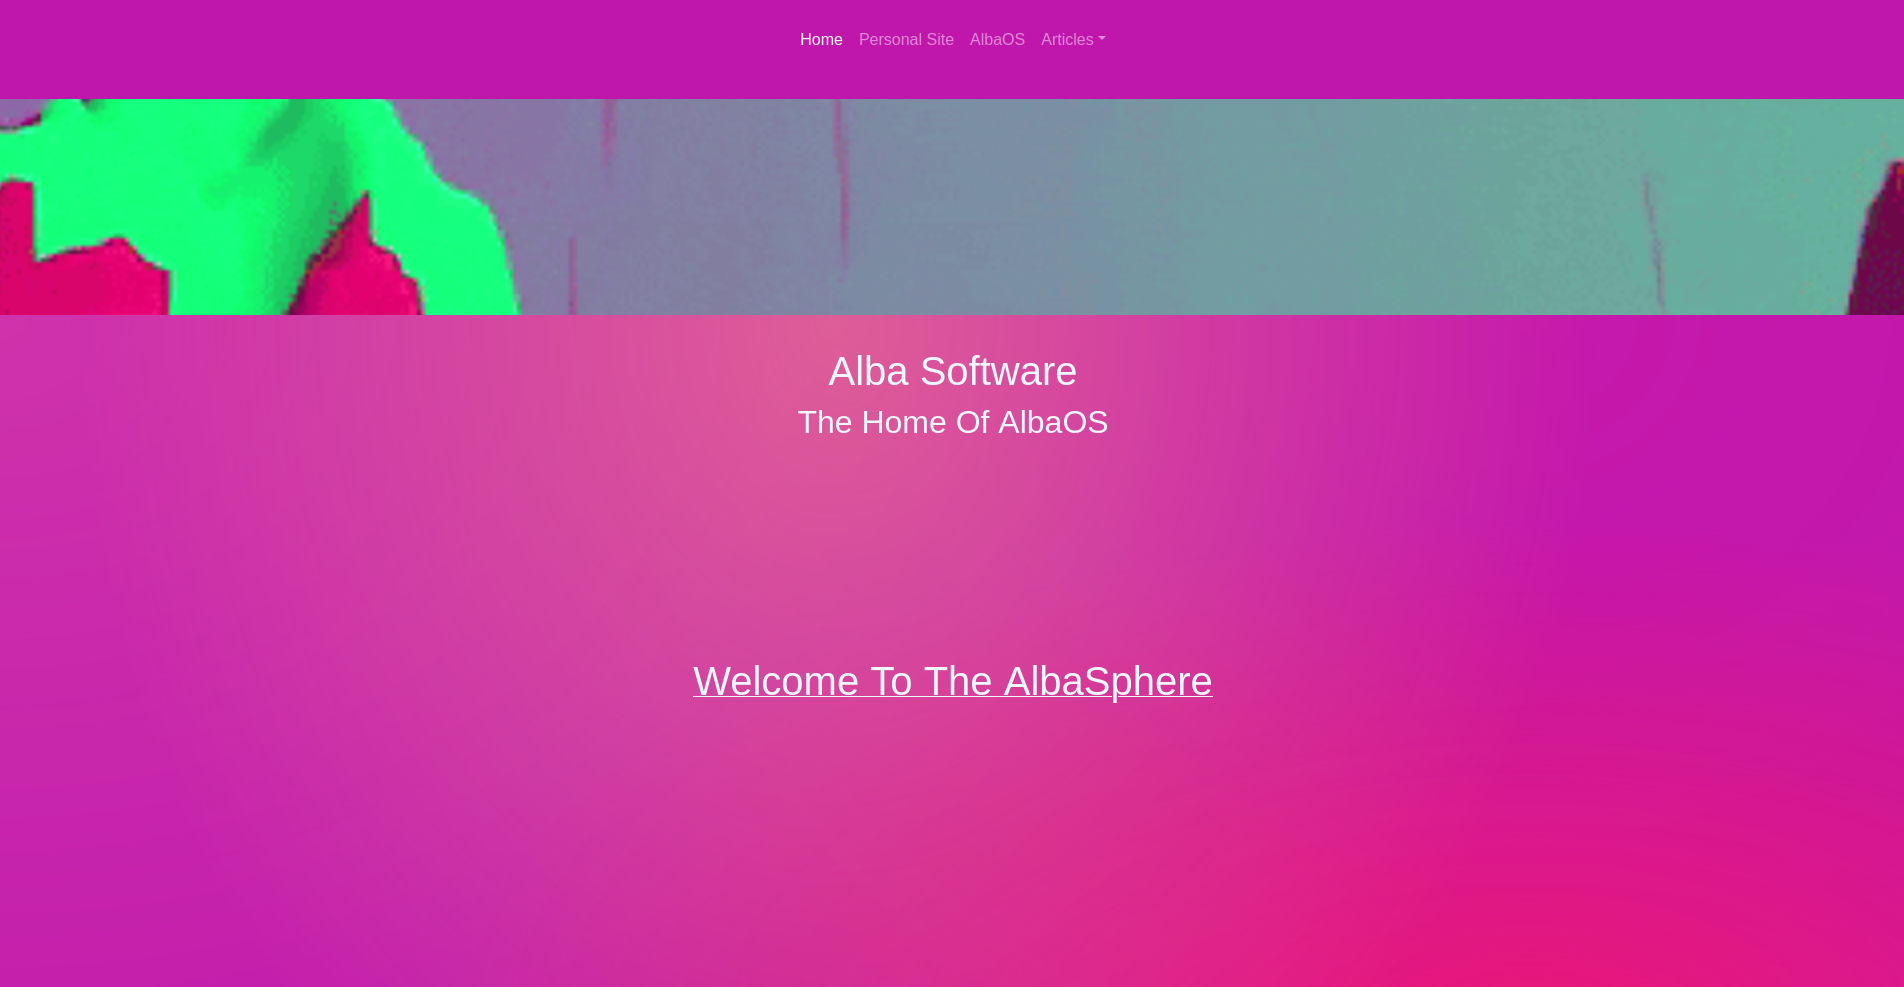 Home Personal Site AlbaOS Articles
Alba Software
The Home Of AlbaOS
Welcome To The AlbaSphere